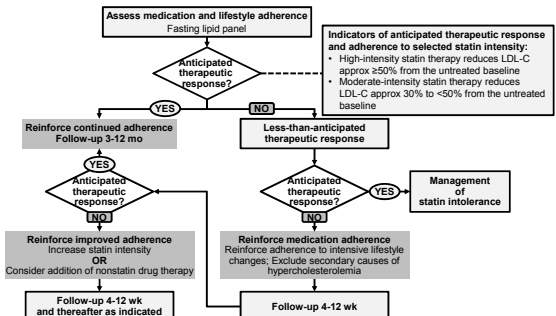 Assess medication and lifestyle adherence
Fasting lipid panel
Indicators of anticipated therapeutic response
and adherence to selected statin intensity:
• High-intensity statin therapy reduces LDL-C
approx ≥50% from the untreated baseline
• Moderate-intensity statin therapy reduces
LDL-C approx 30% to <50% from the untreated
baseline
Anticipated
therapeutic
response?
YES
NO
Reinforce continued adherence
Follow-up 3-12 mo
Less-than-anticipated
therapeutic response
YES
Anticipated
therapeutic
response?
NO
Anticipated
therapeutic
response?
YES
NO
Management
of
statin intolerance
Reinforce improved adherence
Increase statin intensity
OR
Consider addition of nonstatin drug therapy
Reinforce medication adherence
Reinforce adherence to intensive lifestyle
changes; Exclude secondary causes of
hypercholesterolemia
Follow-up 4-12 wk
and thereafter as indicated
Follow-up 4-12 wk